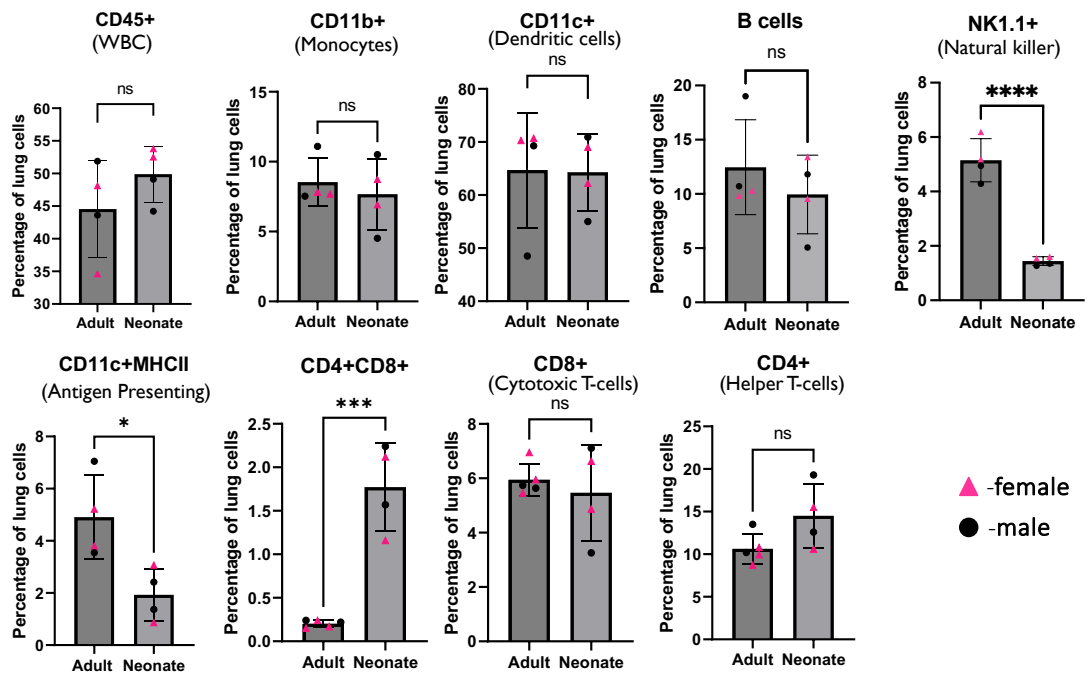 CD45+
(WBC)
ns
Percentage of lung cells
60
55
50
45
40
35
30
Adult Neonate
CD11b+
(Monocytes)
ns
Percentage of lung cells
15
10
5
0
Adult Neonate
CD11c+
(Dendritic cells)
ns
Percentage of lung cells
80
70
60
50
40
Adult Neonate
B cells
ns
Percentage of lung cells
20
15
10
5
0
Adult Neonate
NK1.1+
(Natural killer)
****
Percentage of lung cells
8
6
4
2
0
Adult Neonate
CD11c+MHCII
(Antigen Presenting)
*
Percentage of lung cells
8
6
4
2
0
Adult Neonate
CD4+CD8+
***
Percentage of lung cells
2.5
2.0
1.5
1.0
0.5
0.0
Adult Neonate
CD8+
(Cytotoxic T-cells)
ns
Percentage of lung cells
8
6
4
2
0
Adult Neonate
CD4+
(Helper T-cells)
ns
Percentage of lung cells
25
20
15
10
5
0
Adult Neonate
-female
-male